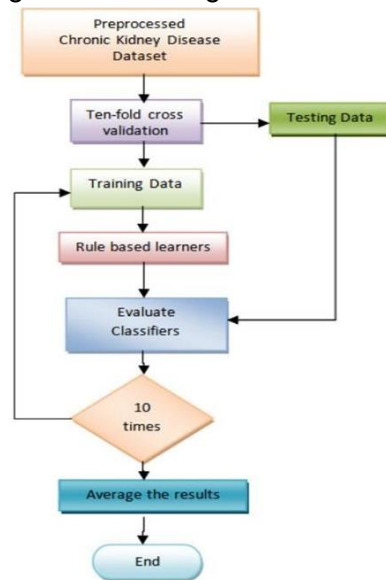 Preprocessed
Chronic Kidney Disease
Dataset
Ten-fold cross
validation
Testing Data
Training Data
Rule based learners
Evaluate
Classifiers
10
times
Average the results
End